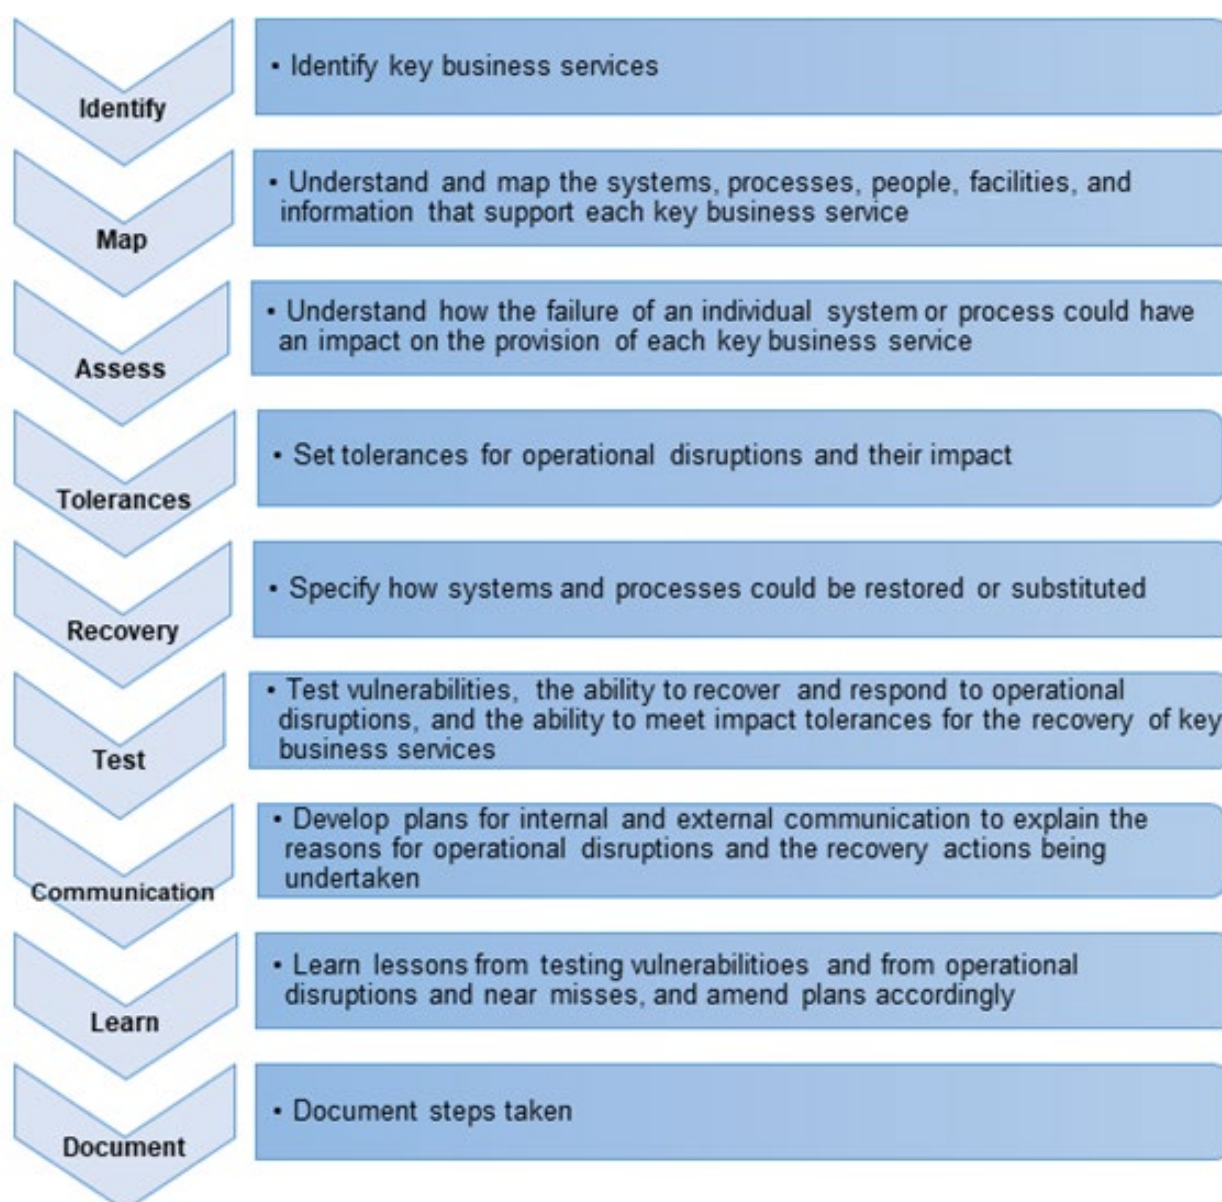 Identify
• Identify key business services
Map
• Understand and map the systems, processes, people, facilities, and
information that support each key business service
Assess
• Understand how the failure of an individual system or process could have
an impact on the provision of each key business service
Tolerances
• Set tolerances for operational disruptions and their impact
Recovery
• Specify how systems and processes could be restored or substituted
Test
• Test vulnerabilities, the ability to recover and respond to operational
disruptions, and the ability to meet impact tolerances for the recovery of key
business services
Communication
• Develop plans for internal and external communication to explain the
reasons for operational disruptions and the recovery actions being
undertaken
Learn
• Learn lessons from testing vulnerabilitioes and from operational
disruptions and near misses, and amend plans accordingly
Document
• Document steps taken